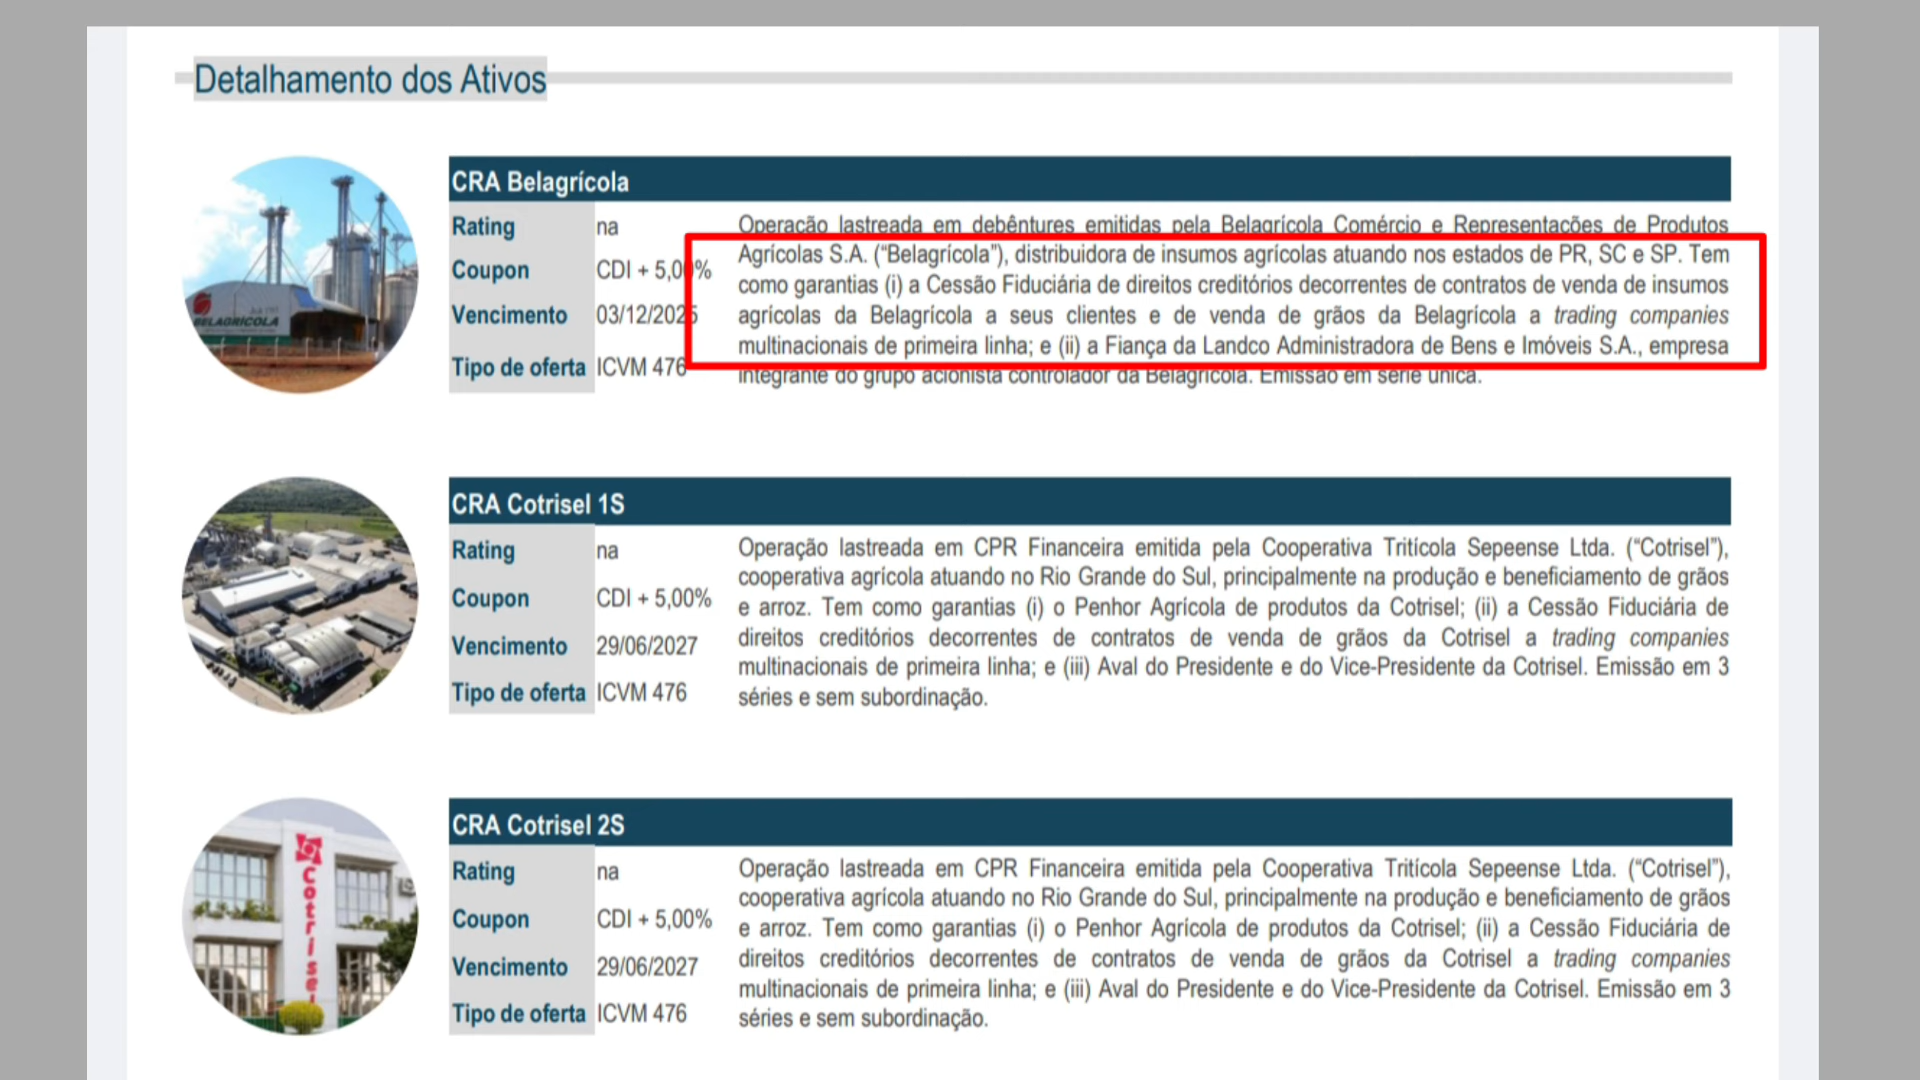 Detalhamento dos Ativos
CRA Belagrícola
Rating na
Coupon CDI + 5,00%
Vencimento 03/12/2025
Tipo de oferta ICVM 476
Operação lastreada em debêntures emitidas pela Belagrícola Comércio e Representações de Produtos
Agrícolas S.A. (“Belagrícola”), distribuidora de insumos agrícolas atuando nos estados de PR, SC e SP. Tem
como garantias (i) a Cessão Fiduciária de direitos creditórios decorrentes de contratos de venda de insumos
agrícolas da Belagrícola a seus clientes e de venda de grãos da Belagrícola a trading companies
multinacionais de primeira linha; e (ii) a Fiança da Landco Administradora de Bens e Imóveis S.A., empresa
integrante do grupo acionista controlador da Belagrícola. Emissão em série única.
BELAGRICOLA
CRA Cotrisel 1S
Rating na
Coupon CDI + 5,00%
Vencimento 29/06/2027
Tipo de oferta ICVM 476
Operação lastreada em CPR Financeira emitida pela Cooperativa Tritícola Sepeense Ltda. (“Cotrisel”),
cooperativa agrícola atuando no Rio Grande do Sul, principalmente na produção e beneficiamento de grãos
e arroz. Tem como garantias (i) o Penhor Agrícola de produtos da Cotrisel; (ii) a Cessão Fiduciária de
direitos creditórios decorrentes de contratos de venda de grãos da Cotrisel a trading companies
multinacionais de primeira linha; e (iii) Aval do Presidente e do Vice-Presidente da Cotrisel. Emissão em 3
séries e sem subordinação.
CRA Cotrisel 2S
Rating na
Coupon CDI + 5,00%
Vencimento 29/06/2027
Tipo de oferta ICVM 476
Operação lastreada em CPR Financeira emitida pela Cooperativa Tritícola Sepeense Ltda. (“Cotrisel”),
cooperativa agrícola atuando no Rio Grande do Sul, principalmente na produção e beneficiamento de grãos
e arroz. Tem como garantias (i) o Penhor Agrícola de produtos da Cotrisel; (ii) a Cessão Fiduciária de
direitos creditórios decorrentes de contratos de venda de grãos da Cotrisel a trading companies
multinacionais de primeira linha; e (iii) Aval do Presidente e do Vice-Presidente da Cotrisel. Emissão em 3
séries e sem subordinação.
Cotrisel